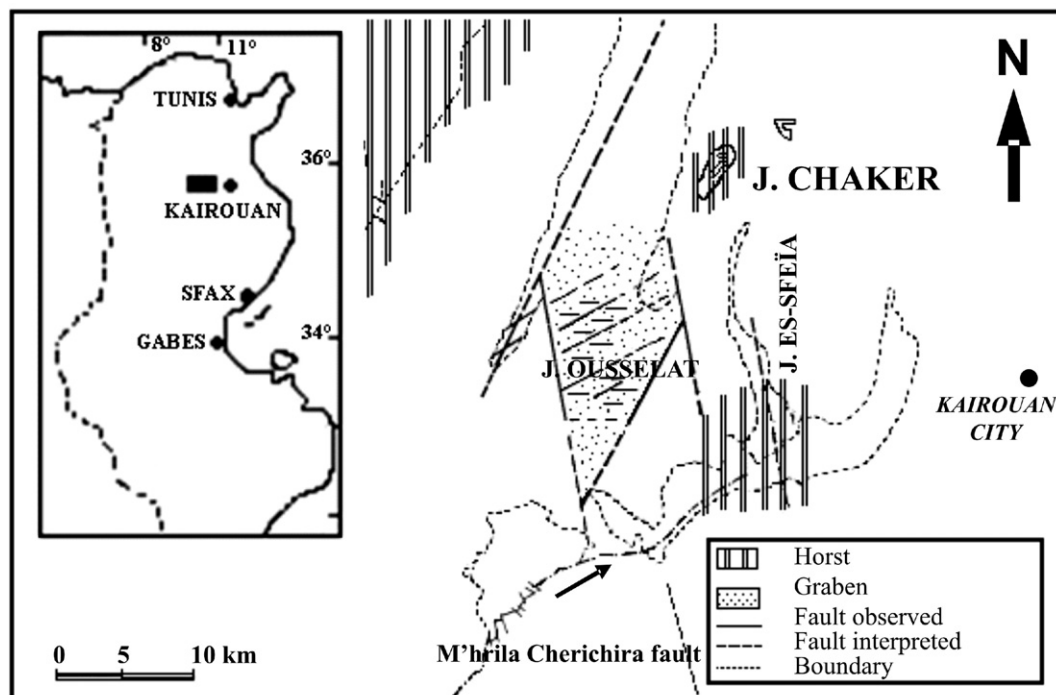 8° 11°
TUNIS
36°
KAIROUAN
SFAX
34°
GABES
N
J. CHAKER
J. ES-SFEÏA
J. OUSSELAT
KAIROUAN
CITY
M'hrila Cherichira fault
0 5 10 km
Horst
Graben
Fault observed
Fault interpreted
Boundary